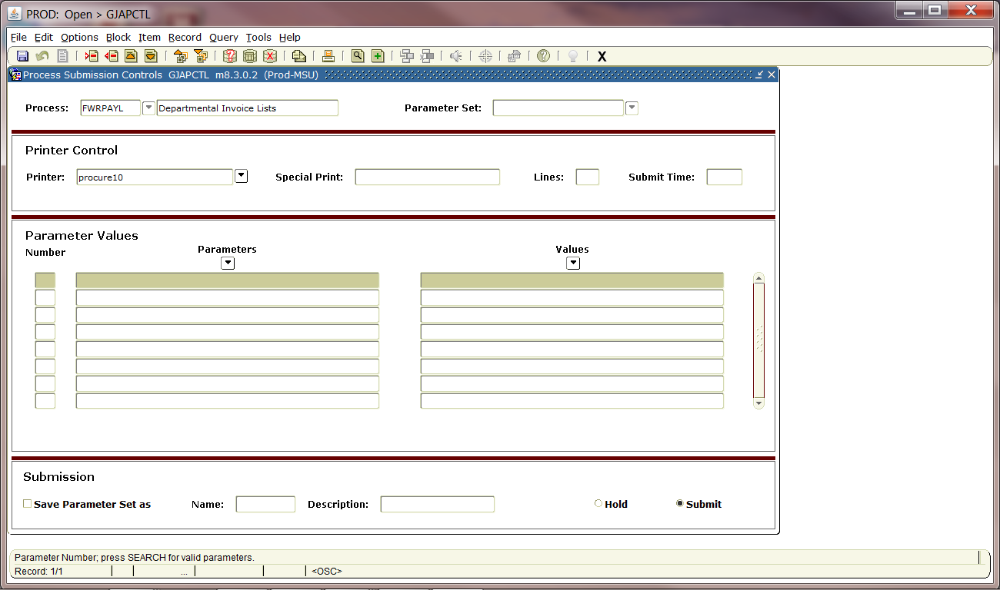 PROD: Open > GJAPCTL
File Edit Options Block Item Record Query Tools Help
X
Process Submission Controls GJAPCTL m8.3.0.2 (Prod-MSU)
Process: FWRPAYL Departmental Invoice Lists Parameter Set:
Printer Control
Printer: procure10 Special Print: Lines: Submit Time:
Parameter Values
Number Parameters Values
Submission
Save Parameter Set as Name: Description: Hold Submit
Parameter Number; press SEARCH for valid parameters.
Record: 1/1 ... <OSC>